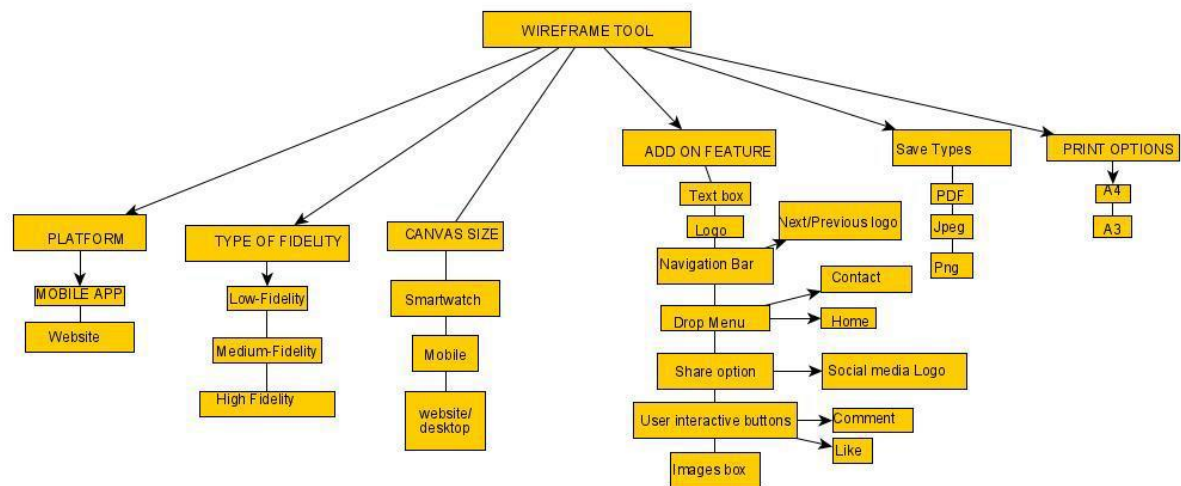 WIREFRAME TOOL
PLATFORM
MOBILE APP
Website
TYPE OF FIDELITY
Low-Fidelity
Medium-Fidelity
High Fidelity
CANVAS SIZE
Smartwatch
Mobile
website/
desktop
ADD ON FEATURE
Text box
Logo
Next/Previous logo
Navigation Bar
Contact
Drop Menu
Home
Share option
Social media Logo
User interactive buttons
Comment
Like
Images box
Save Types
PDF
Jpeg
Png
PRINT OPTIONS
A4
A3